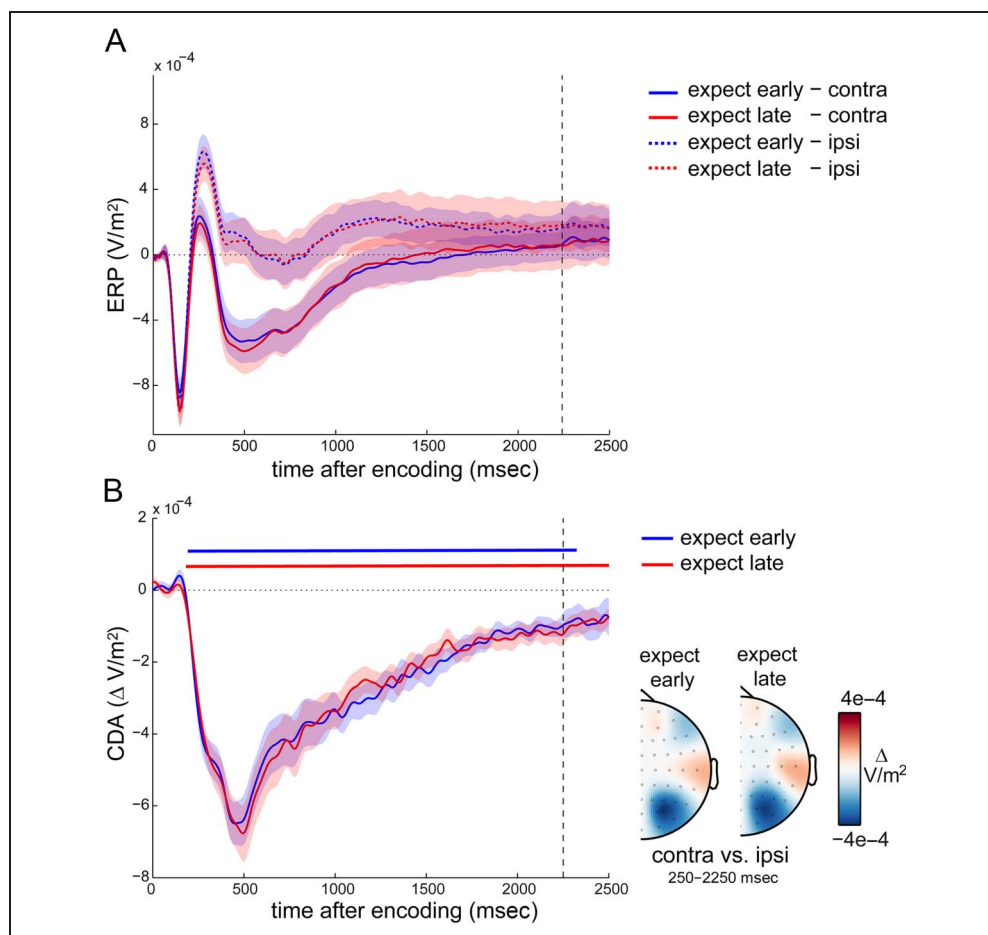 A
x 10⁻⁴
8
4
0
−4
−8
ERP (V/m²)
0
500
1000
1500
2000
2500
time after encoding (msec)
expect early − contra
expect late − contra
expect early − ipsi
expect late − ipsi
B
x 10⁻⁴
2
0
−2
−4
−6
−8
CDA (Δ V/m²)
0
500
1000
1500
2000
2500
time after encoding (msec)
expect early
expect late
expect
early
expect
late
4e−4
Δ
V/m²
−4e−4
contra vs. ipsi
250−2250 msec